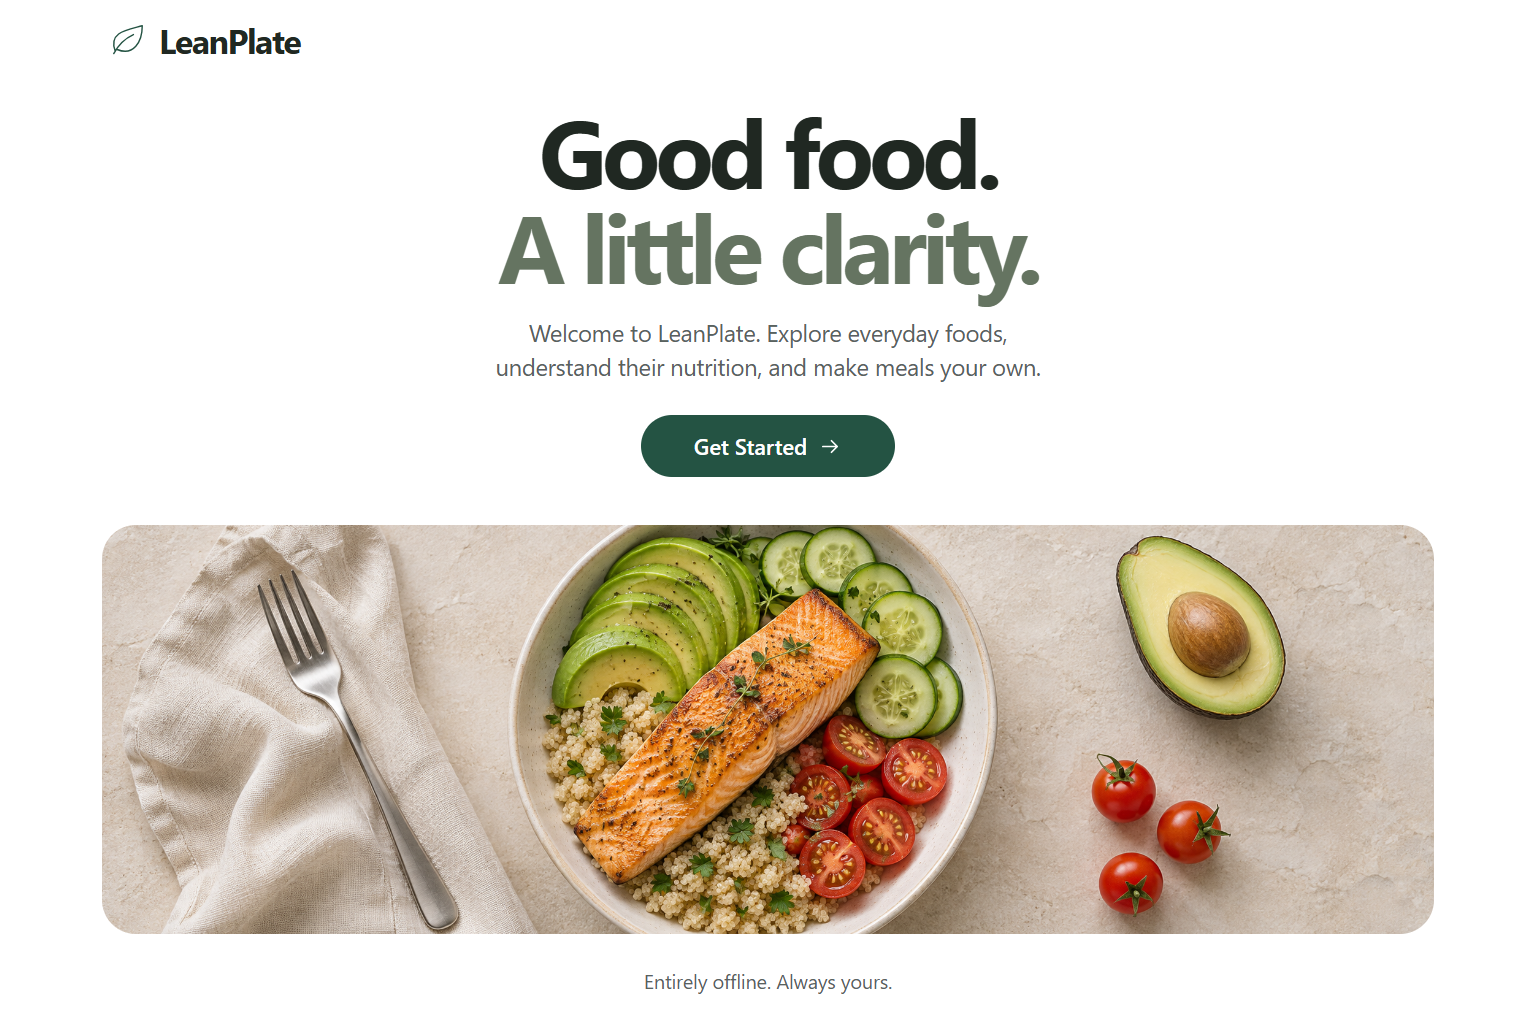 LeanPlate
Good food.
A little clarity.
Welcome to LeanPlate. Explore everyday foods,
understand their nutrition, and make meals your own.
Get Started →
Entirely offline. Always yours.